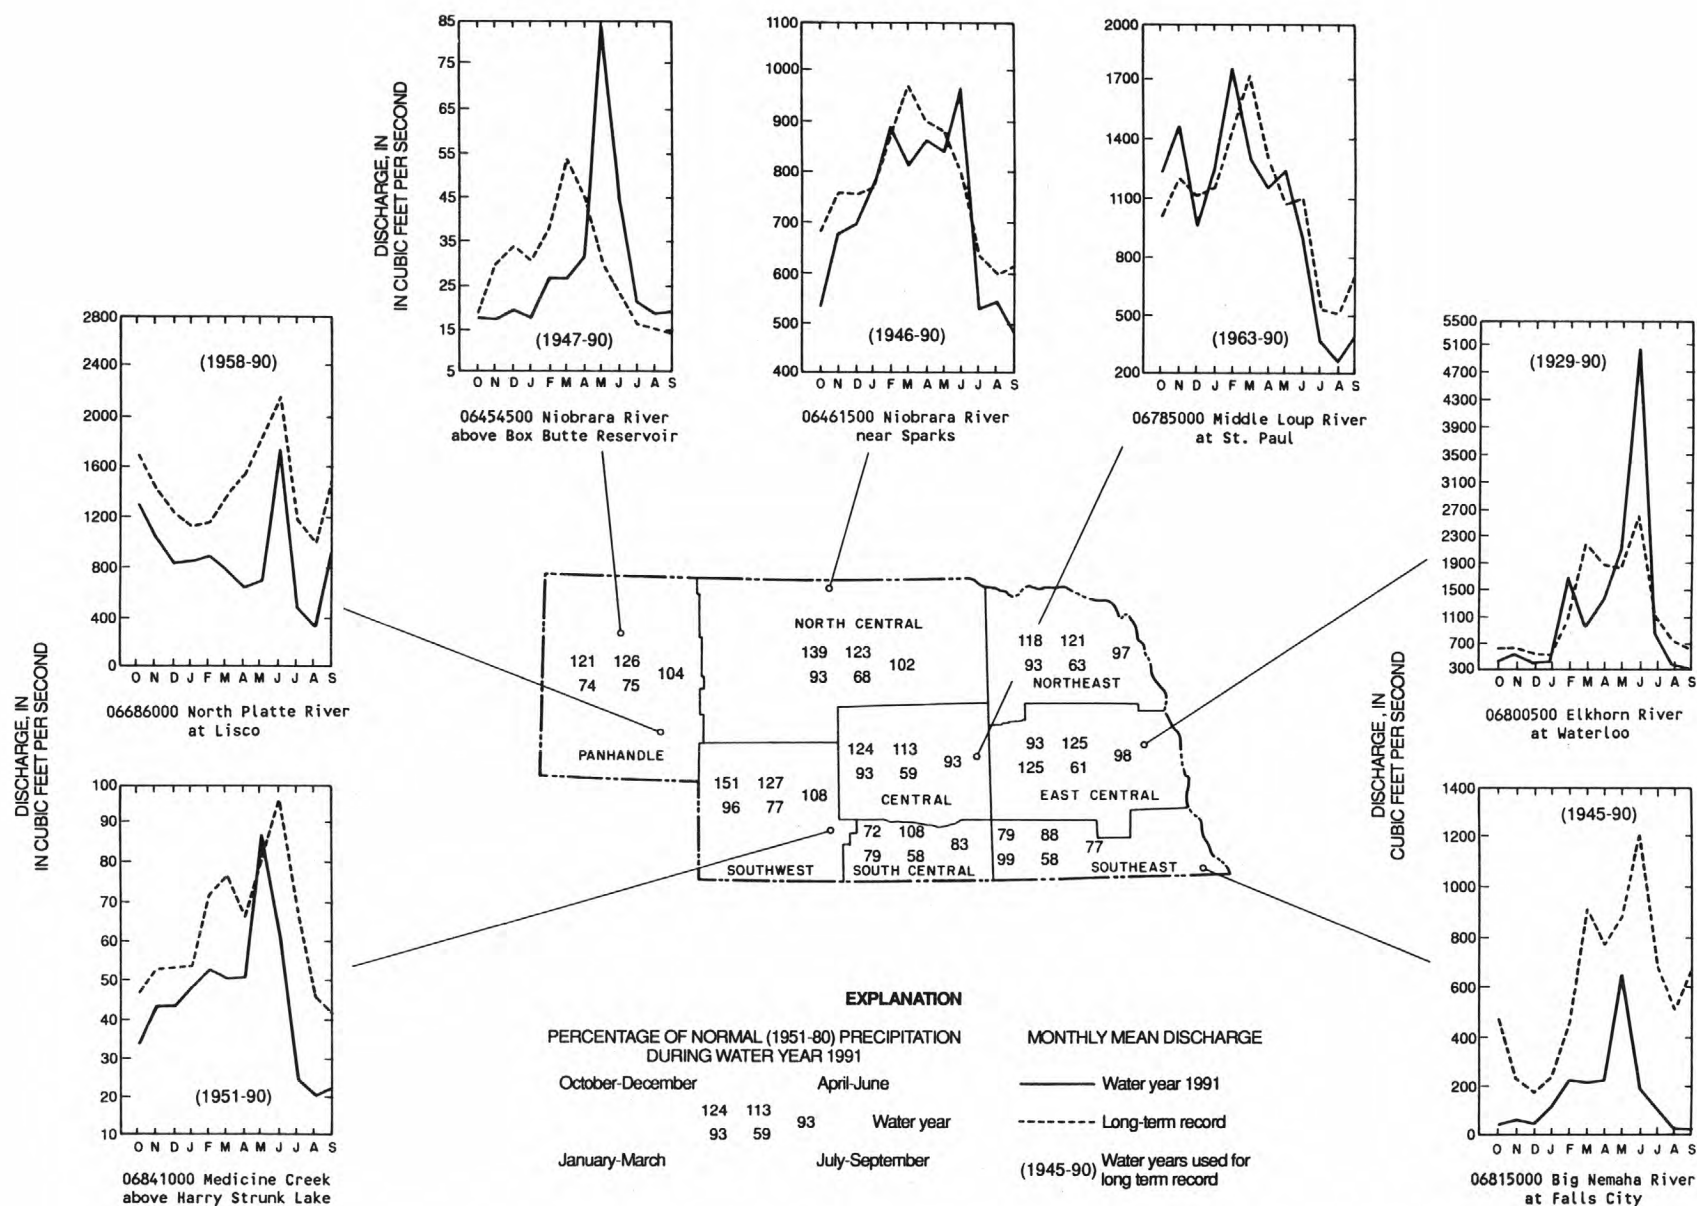 DISCHARGE, IN
IN CUBIC FEET PER SECOND
85
75
65
55
45
35
25
15
5
(1947-90)
O N D J F M A M J J A S
06454500 Niobrara River
above Box Butte Reservoir
1100
1000
900
800
700
600
500
400
(1946-90)
O N D J F M A M J J A S
06461500 Niobrara River
near Sparks
2000
1700
1400
1100
800
500
200
(1963-90)
O N D J F M A M J J A S
06785000 Middle Loup River
at St. Paul
DISCHARGE, IN
IN CUBIC FEET PER SECOND
2800
2400
2000
1600
1200
800
400
0
(1958-90)
O N D J F M A M J J A S
06686000 North Platte River
at Lisco
100
90
80
70
60
50
40
30
20
10
(1951-90)
O N D J F M A M J J A S
06841000 Medicine Creek
above Harry Strunk Lake
121 126
104
74 75
PANHANDLE
NORTH CENTRAL
139 123
102
93 68
118 121
97
93 63
NORTHEAST
124 113
93
93 59
CENTRAL
93 125
98
125 61
EAST CENTRAL
151 127
108
96 77
SOUTHWEST
72 108
83
79 58
SOUTH CENTRAL
79 88
77
99 58
SOUTHEAST
DISCHARGE, IN
CUBIC FEET PER SECOND
5500
5100
4700
4300
3900
3500
3100
2700
2300
1900
1500
1100
700
300
(1929-90)
O N D J F M A M J J A S
06800500 Elkhorn River
at Waterloo
1400
1200
1000
800
600
400
200
0
(1945-90)
O N D J F M A M J J A S
06815000 Big Nemaha River
at Falls City
EXPLANATION
PERCENTAGE OF NORMAL (1951-80) PRECIPITATION
DURING WATER YEAR 1991
October-December April-June
124 113
93 Water year
93 59
January-March July-September
MONTHLY MEAN DISCHARGE
Water year 1991
Long-term record
(1945-90) Water years used for
long term record